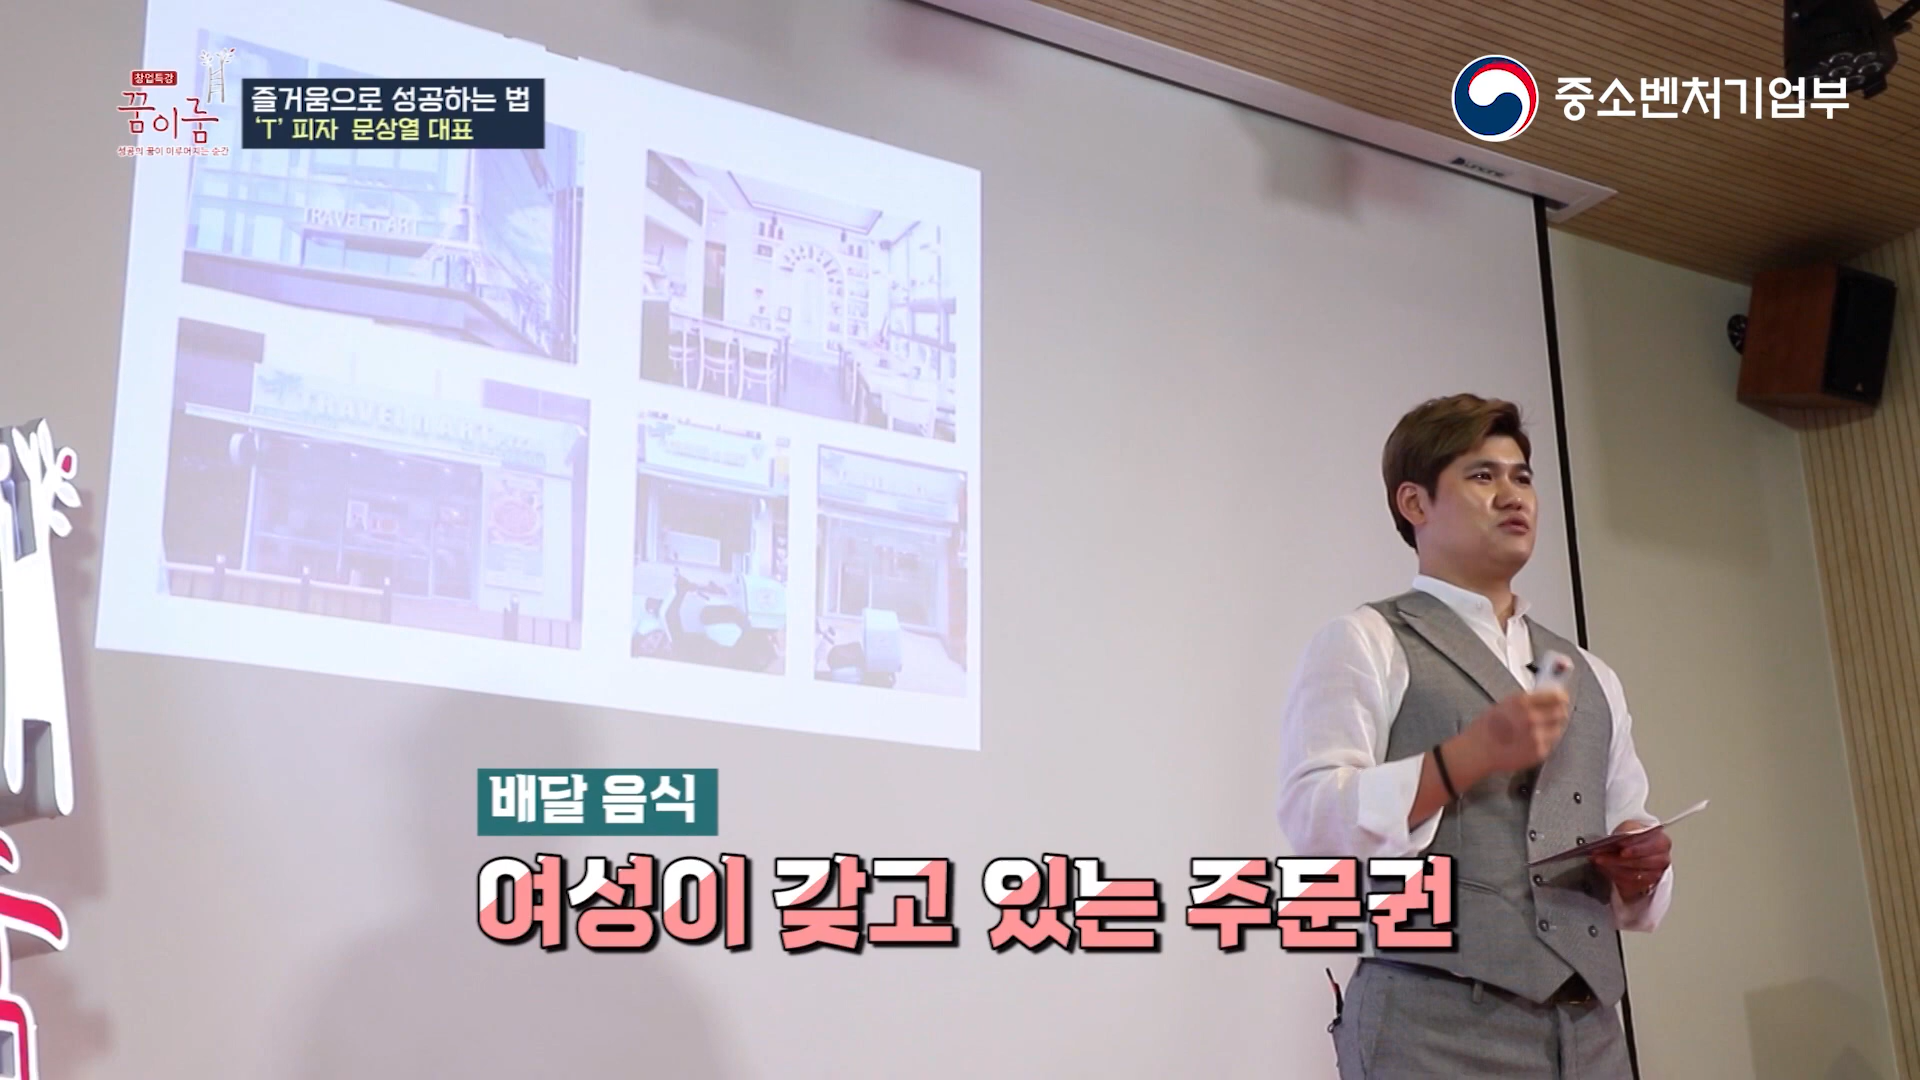 창업특강
꿈이룸
성공의 꿈이 이루어지는 순간
즐거움으로 성공하는 법
‘T’ 피자 문상열 대표
중소벤처기업부
TRAVEL n ART
TRAVEL n ART
배달 음식
여성이 갖고 있는 주문권